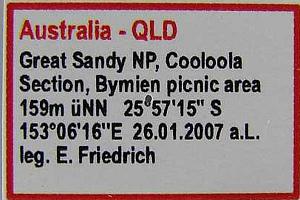 Australia - QLD
Great Sandy NP, Cooloola
Section, Bymien picnic area
159m üNN 25°57'15" S
153°06'16"E 26.01.2007 a.L.
leg. E. Friedrich